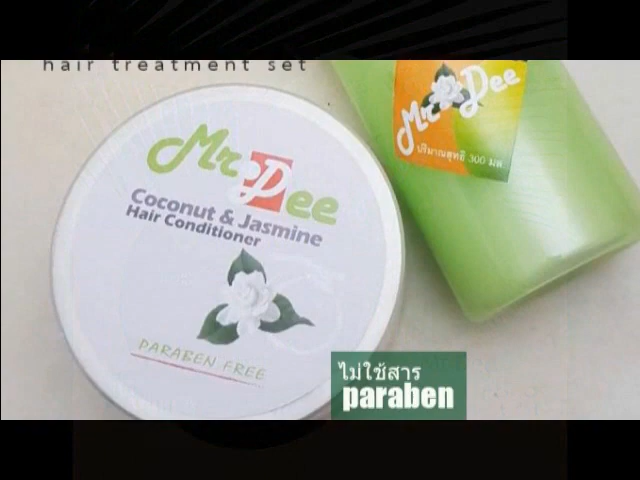 hair treatment set
Mr Dee
Coconut & Jasmine
Hair Conditioner
PARABEN FREE
Mr Dee
ปริมาณสุทธิ 300 มล
ไม่ใช้สาร
paraben